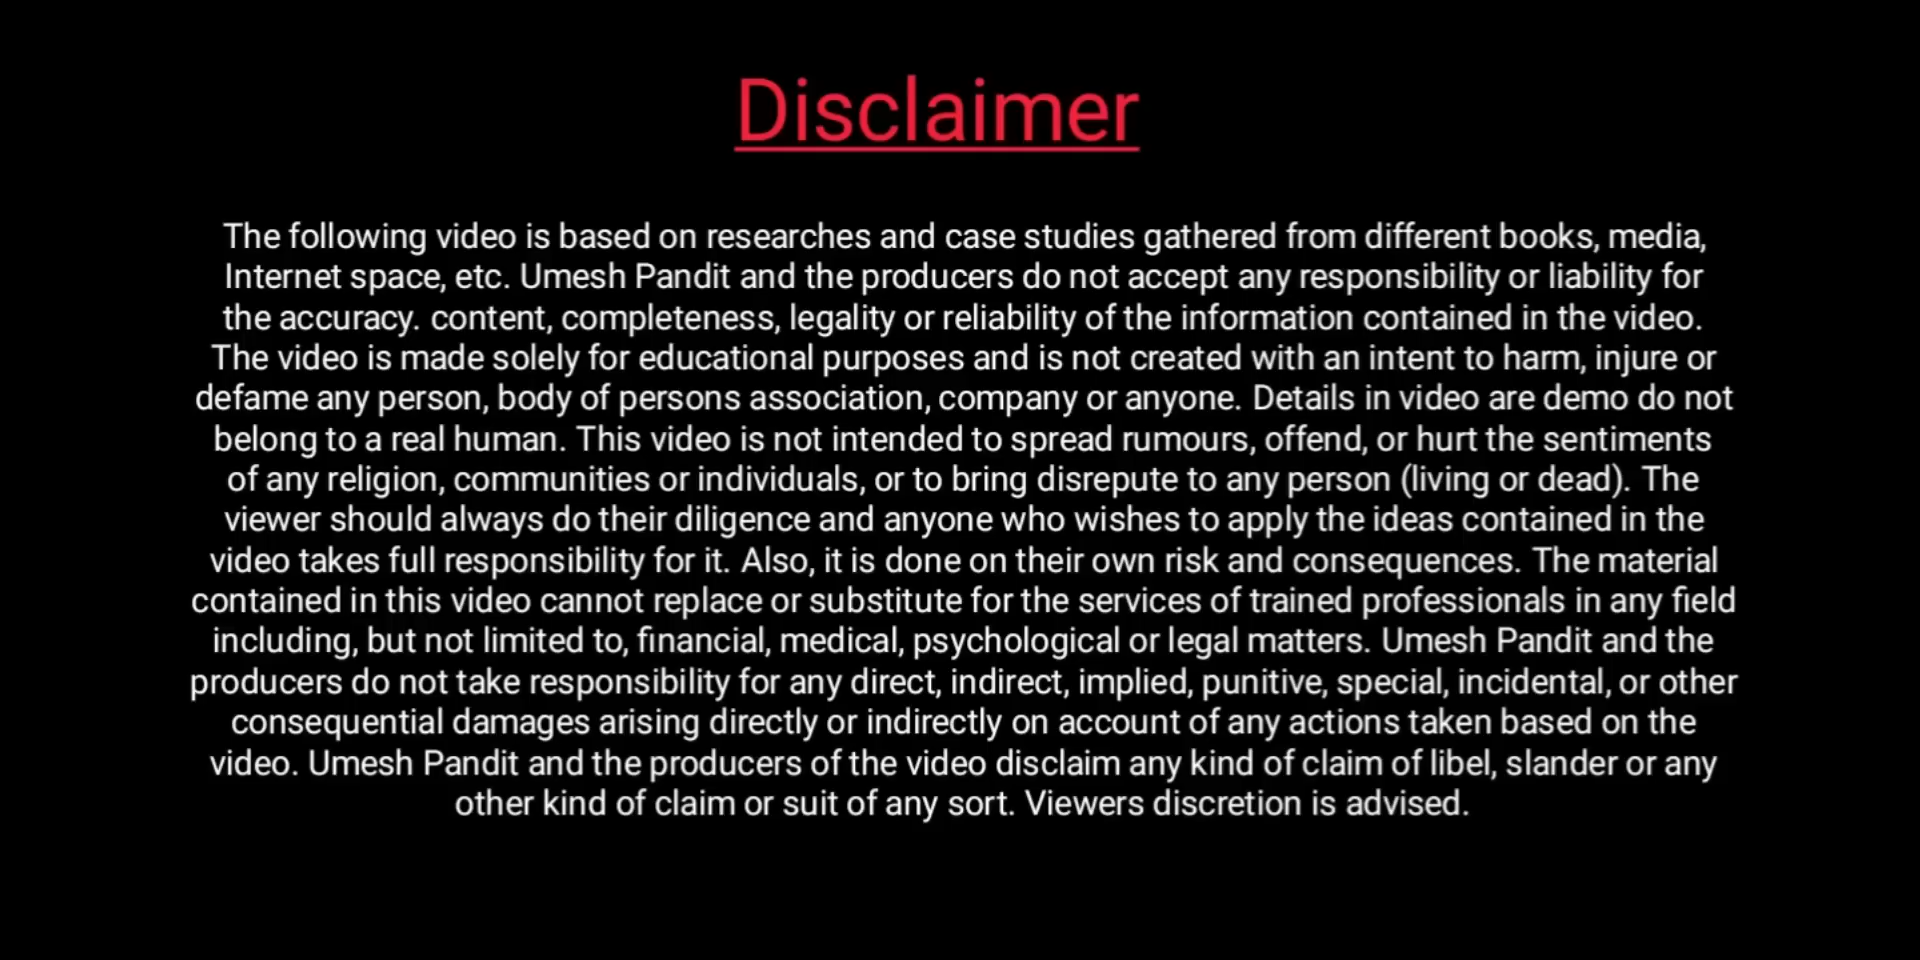 Disclaimer
The following video is based on researches and case studies gathered from different books, media,
Internet space, etc. Umesh Pandit and the producers do not accept any responsibility or liability for
the accuracy. content, completeness, legality or reliability of the information contained in the video.
The video is made solely for educational purposes and is not created with an intent to harm, injure or
defame any person, body of persons association, company or anyone. Details in video are demo do not
belong to a real human. This video is not intended to spread rumours, offend, or hurt the sentiments
of any religion, communities or individuals, or to bring disrepute to any person (living or dead). The
viewer should always do their diligence and anyone who wishes to apply the ideas contained in the
video takes full responsibility for it. Also, it is done on their own risk and consequences. The material
contained in this video cannot replace or substitute for the services of trained professionals in any field
including, but not limited to, financial, medical, psychological or legal matters. Umesh Pandit and the
producers do not take responsibility for any direct, indirect, implied, punitive, special, incidental, or other
consequential damages arising directly or indirectly on account of any actions taken based on the
video. Umesh Pandit and the producers of the video disclaim any kind of claim of libel, slander or any
other kind of claim or suit of any sort. Viewers discretion is advised.